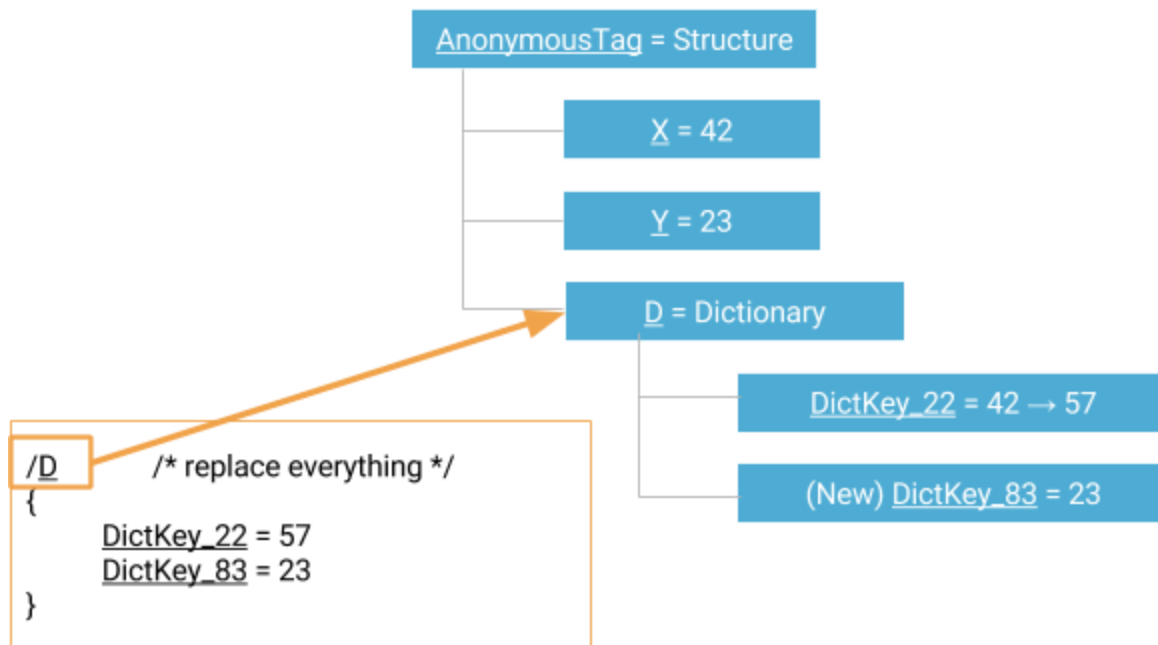 AnonymousTag = Structure
X = 42
Y = 23
D = Dictionary
DictKey_22 = 42 → 57
(New) DictKey_83 = 23
/D /* replace everything */
{
DictKey_22 = 57
DictKey_83 = 23
}